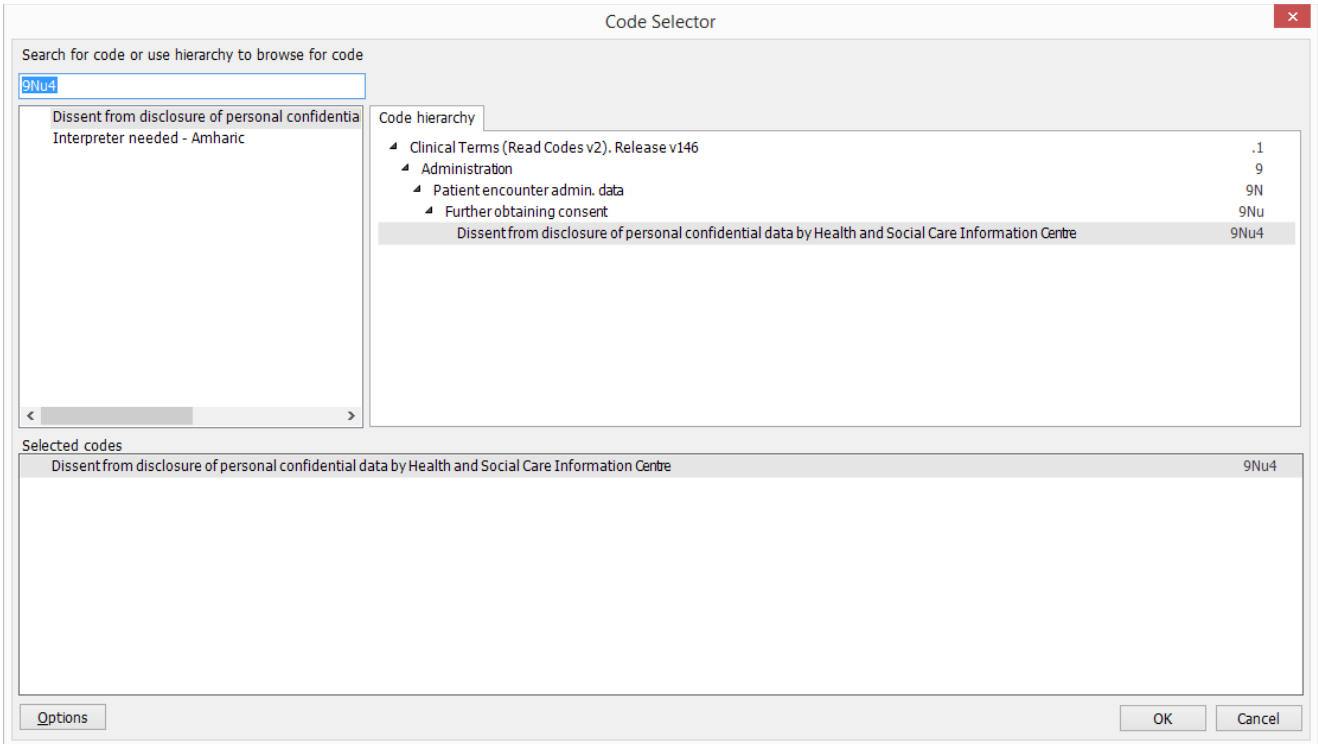 Code Selector
Search for code or use hierarchy to browse for code
9Nu4
Dissent from disclosure of personal confidential
Interpreter needed - Amharic
Code hierarchy
Clinical Terms (Read Codes v2). Release v146 .1
Administration 9
Patient encounter admin. data 9N
Further obtaining consent 9Nu
Dissent from disclosure of personal confidential data by Health and Social Care Information Centre 9Nu4
Selected codes
Dissent from disclosure of personal confidential data by Health and Social Care Information Centre 9Nu4
Options
OK Cancel